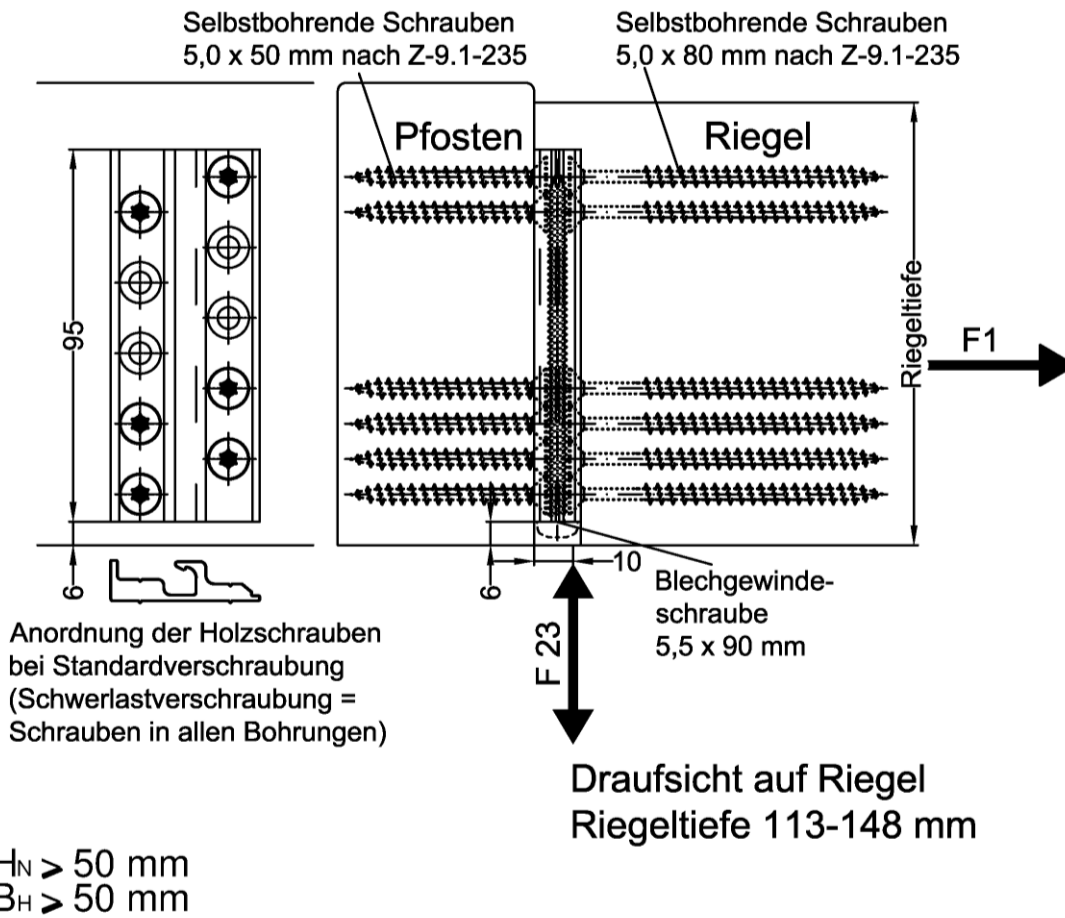 Selbstbohrende Schrauben
5,0 x 50 mm nach Z-9.1-235
Selbstbohrende Schrauben
5,0 x 80 mm nach Z-9.1-235
Pfosten
Riegel
95
6
Riegeltiefe
F1
6
10
F 23
Blechgewinde-
schraube
5,5 x 90 mm
Anordnung der Holzschrauben
bei Standardverschraubung
(Schwerlastverschraubung =
Schrauben in allen Bohrungen)
Draufsicht auf Riegel
Riegeltiefe 113-148 mm
HN > 50 mm
BH > 50 mm